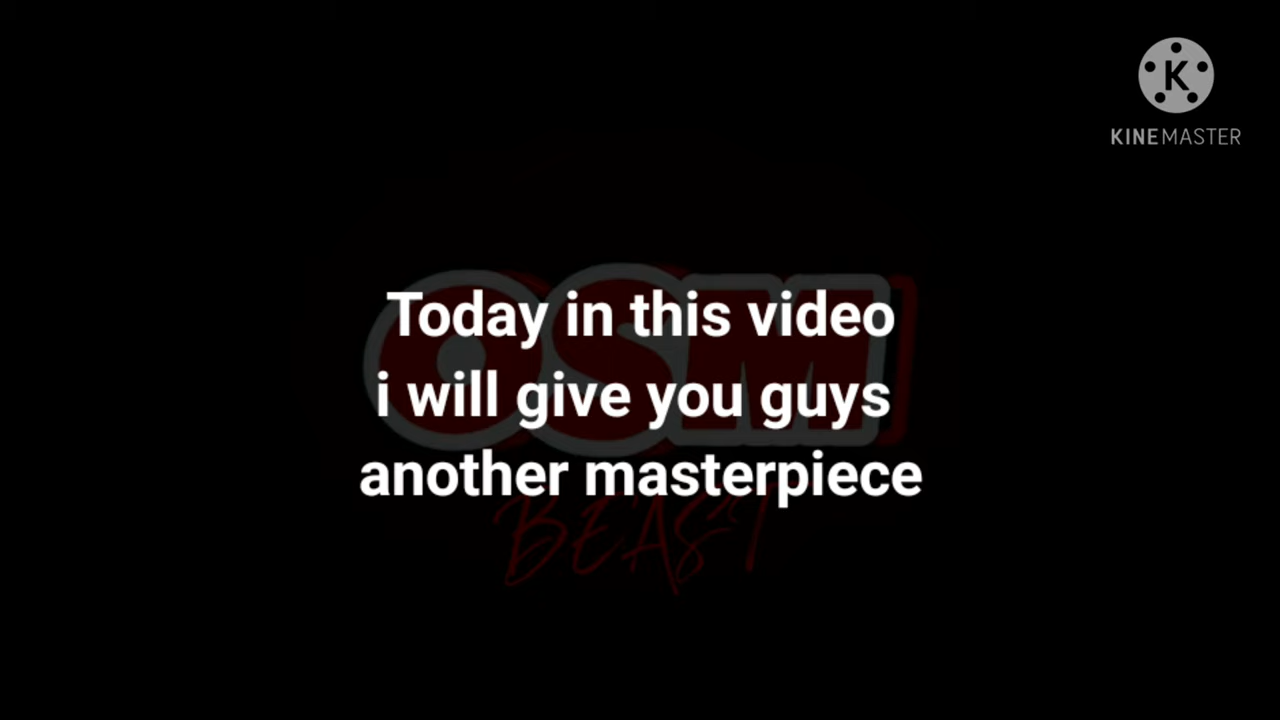 KINEMASTER
OSM
Today in this video
i will give you guys
another masterpiece
BEAST